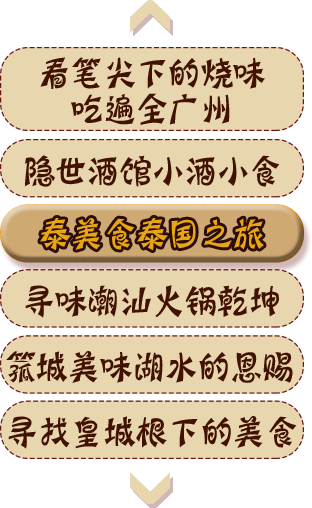 看笔尖下的烧味
吃遍全广州
隐世酒馆小酒小食
泰美食泰国之旅
寻味潮汕火锅乾坤
箛城美味湖水的恩赐
寻找皇城根下的美食